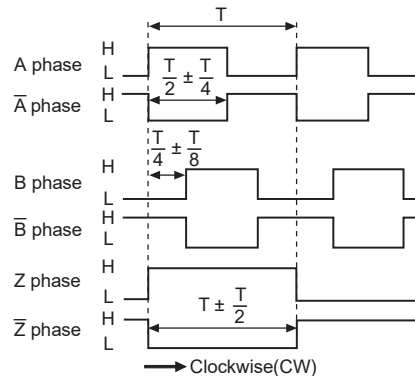 T
H
A phase
L
H
A̅ phase
L
T/2 ± T/4
T/4 ± T/8
H
B phase
L
H
B̅ phase
L
H
Z phase
L
H
Z̅ phase
L
T ± T/2
Clockwise(CW)